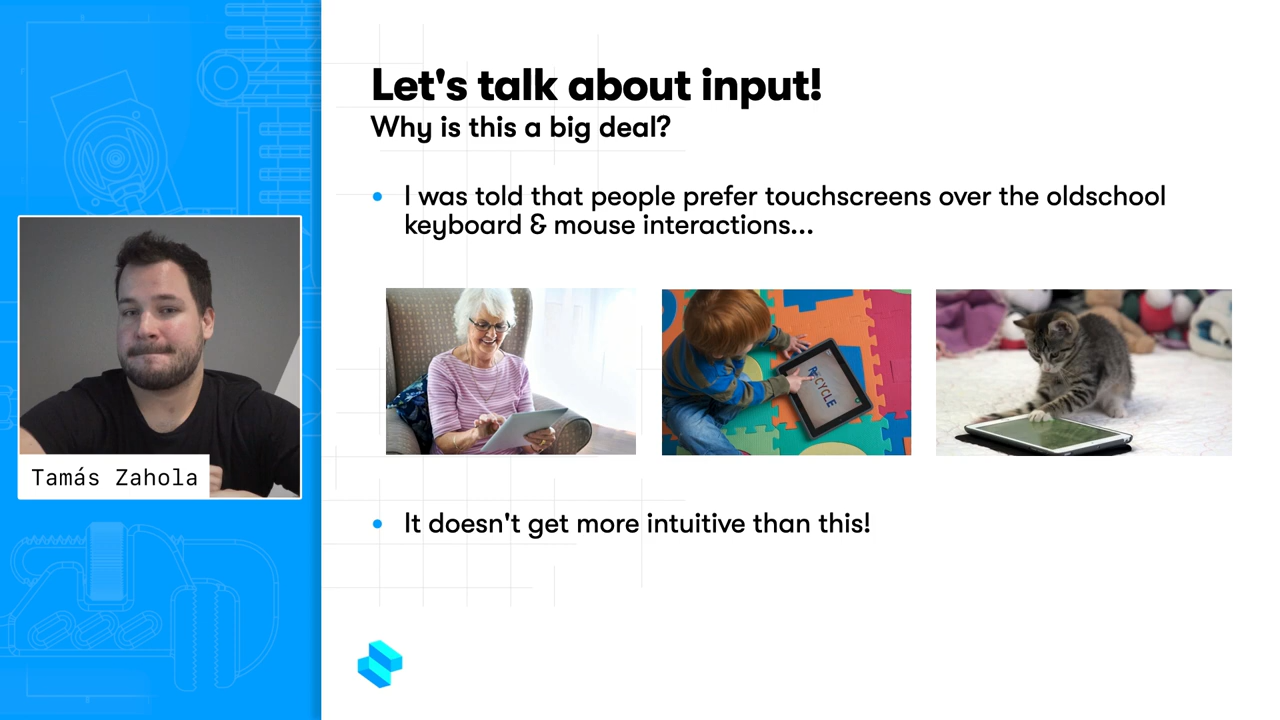 Let's talk about input!
Why is this a big deal?
• I was told that people prefer touchscreens over the oldschool
keyboard & mouse interactions...
RECYCLE
• It doesn't get more intuitive than this!
Tamás Zahola